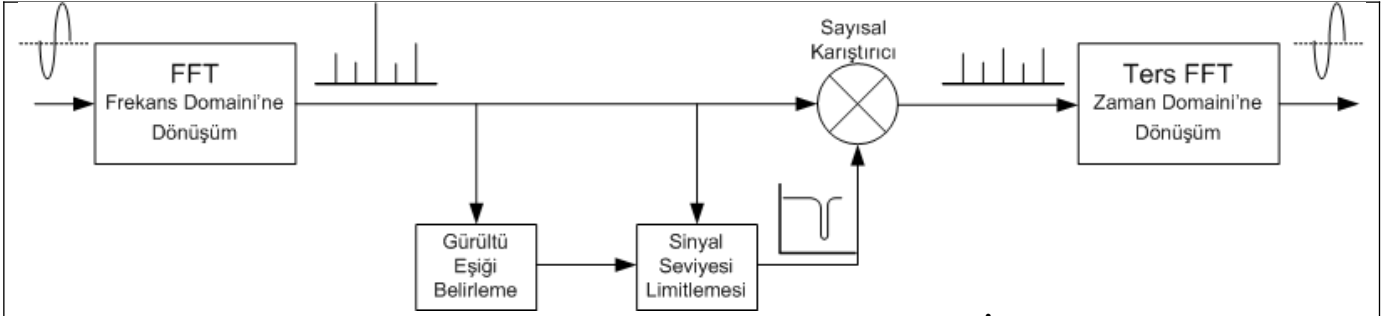 FFT
Frekans Domaini'ne
Dönüşüm
Sayısal
Karıştırıcı
Ters FFT
Zaman Domaini'ne
Dönüşüm
Gürültü
Eşiği
Belirleme
Sinyal
Seviyesi
Limitlemesi